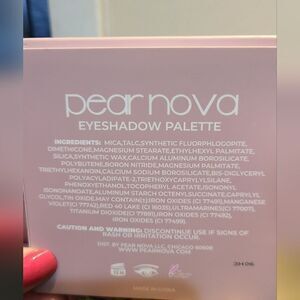 pear nova
EYESHADOW PALETTE
INGREDIENTS: MICA,TALC,SYNTHETIC FLUORPHLOGOPITE,
DIMETHICONE,MAGNESIUM STEARATE,ETHYLHEXYL PALMITATE,
SILICA,SYNTHETIC WAX,CALCIUM ALUMINUM BOROSILICATE,
POLYBUTENE,BORON NITRIDE,MAGNESIUM PALMITATE,
TRIETHYLHEXANOIN,CALCIUM SODIUM BOROSILICATE,BIS-DIGLYCERYL
POLYACYLADIPATE-2,TRIETHOXYCAPRYLYLSILANE,
PHENOXYETHANOL,TOCOPHERYL ACETATE,ISONONYL
ISONONANOATE,ALUMINUM STARCH OCTENYLSUCCINATE,CAPRYLYL
GLYCOL,TIN OXIDE,MAY CONTAIN(+/-):IRON OXIDES (CI 77491),MANGANESE
VIOLET(CI 77742),RED 40 LAKE (CI 16035),ULTRAMARINES(CI 77007),
TITANIUM DIOXIDE(CI 77891),IRON OXIDES (CI 77492),
IRON OXIDES (CI 77499).
CAUTION AND WARNING: DISCONTINUE USE IF SIGNS OF
RASH OR IRRITATION OCCUR.
DIST. BY PEAR NOVA LLC, CHICAGO 60608
WWW.PEARNOVA.COM
12M
MADE IN CHINA